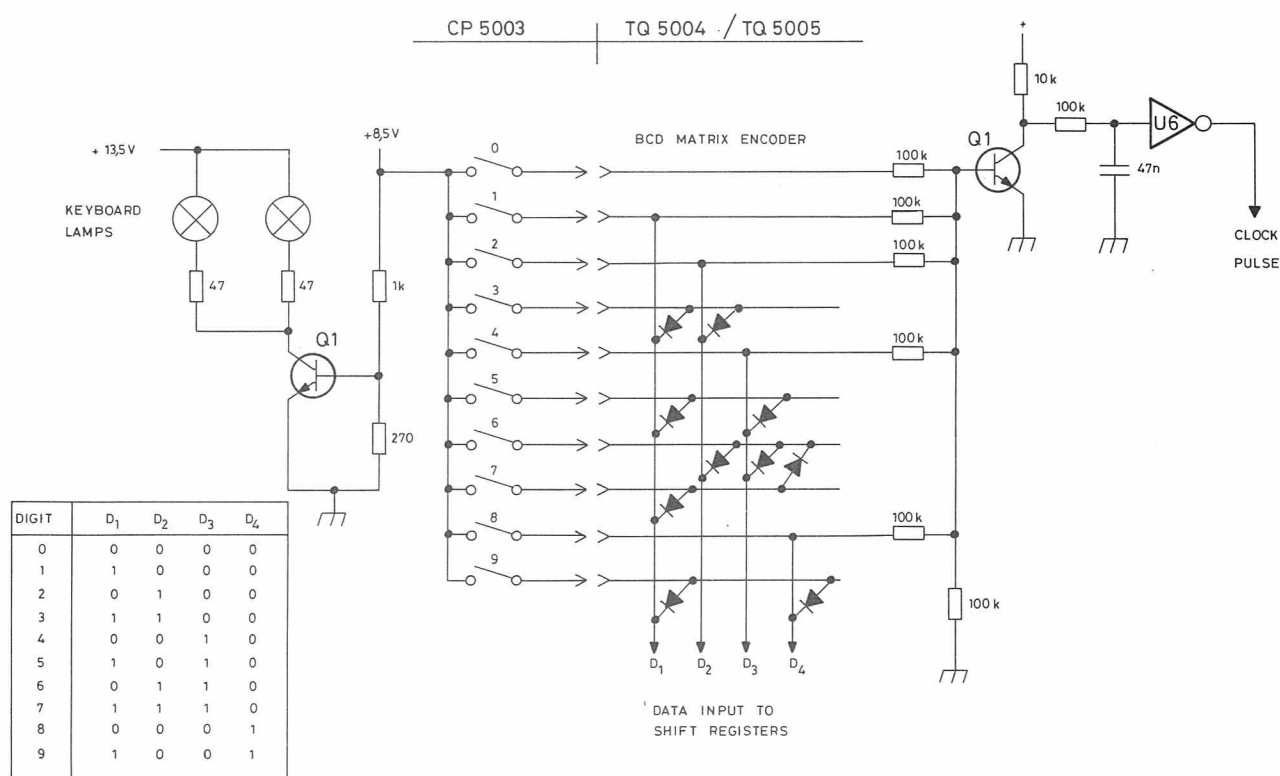 CP 5003 TQ 5004 / TQ 5005
+
10k
100k
U6
Q1
47n
CLOCK
PULSE
+8,5V
+ 13,5V
KEYBOARD
LAMPS
47
47
1k
Q1
270
BCD MATRIX ENCODER
0
100k
1
100k
2
100k
3
4
100k
5
6
7
8
100k
9
100k
D1 D2 D3 D4
DATA INPUT TO
SHIFT REGISTERS
DIGIT D1 D2 D3 D4
0 0 0 0 0
1 1 0 0 0
2 0 1 0 0
3 1 1 0 0
4 0 0 1 0
5 1 0 1 0
6 0 1 1 0
7 1 1 1 0
8 0 0 0 1
9 1 0 0 1